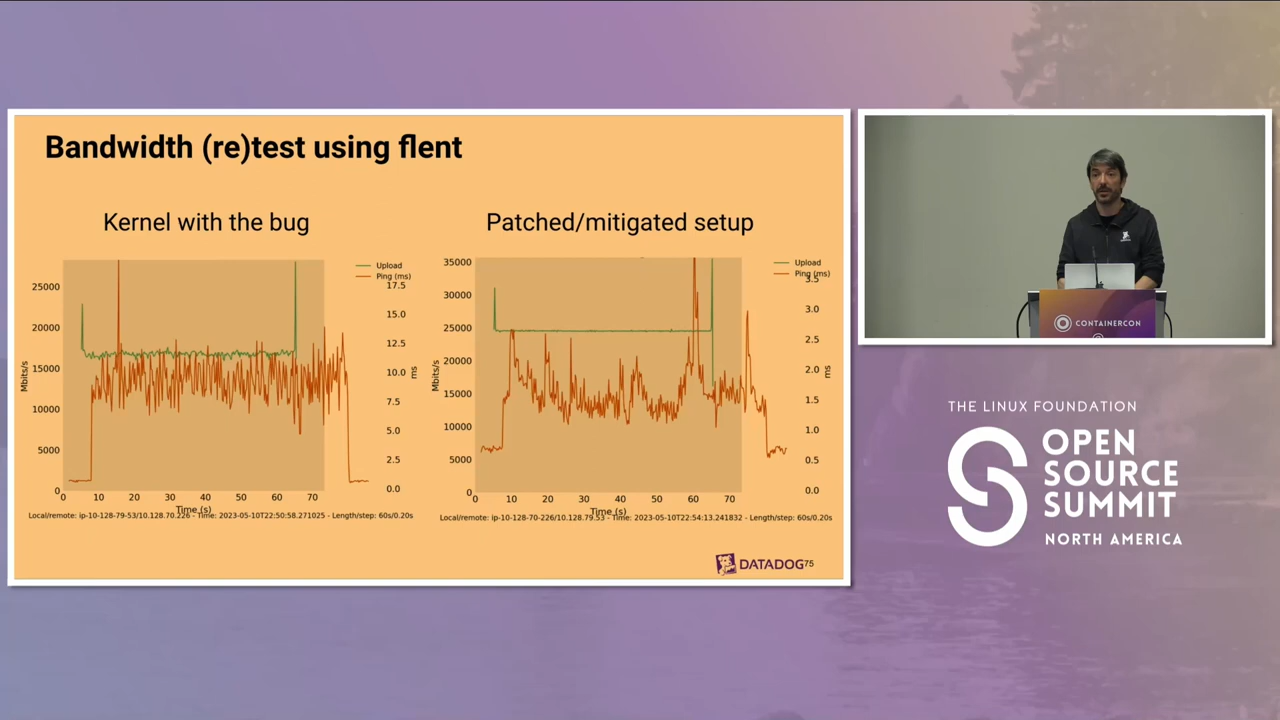 Bandwidth (re)test using flent
Kernel with the bug
Patched/mitigated setup
Upload
Ping (ms)
25000
20000
15000
10000
5000
0
Mbits/s
17.5
15.0
12.5
10.0
7.5
5.0
2.5
0.0
ms
0 10 20 30 40 50 60 70
Time (s)
Local/remote: ip-10-128-79-53/10.128.70.226 - Time: 2023-05-10T22:50:58.271025 - Length/step: 60s/0.20s
Upload
Ping (ms)
35000
30000
25000
20000
15000
10000
5000
0
Mbits/s
3.5
3.0
2.5
2.0
1.5
1.0
0.5
0.0
ms
0 10 20 30 40 50 60 70
Time (s)
Local/remote: ip-10-128-70-226/10.128.79.53 - Time: 2023-05-10T22:54:13.241832 - Length/step: 60s/0.20s
DATADOG 75
CONTAINERCON
THE LINUX FOUNDATION
OPEN
SOURCE
SUMMIT
NORTH AMERICA